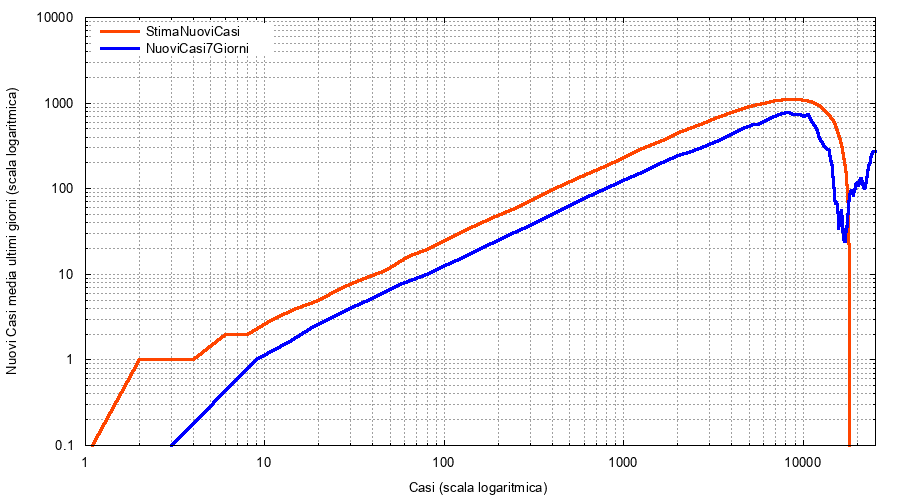 10000
1000
100
10
1
0.1
StimaNuoviCasi
NuoviCasi7Giorni
Nuovi Casi media ultimi giorni (scala logaritmica)
1 10 100 1000 10000
Casi (scala logaritmica)